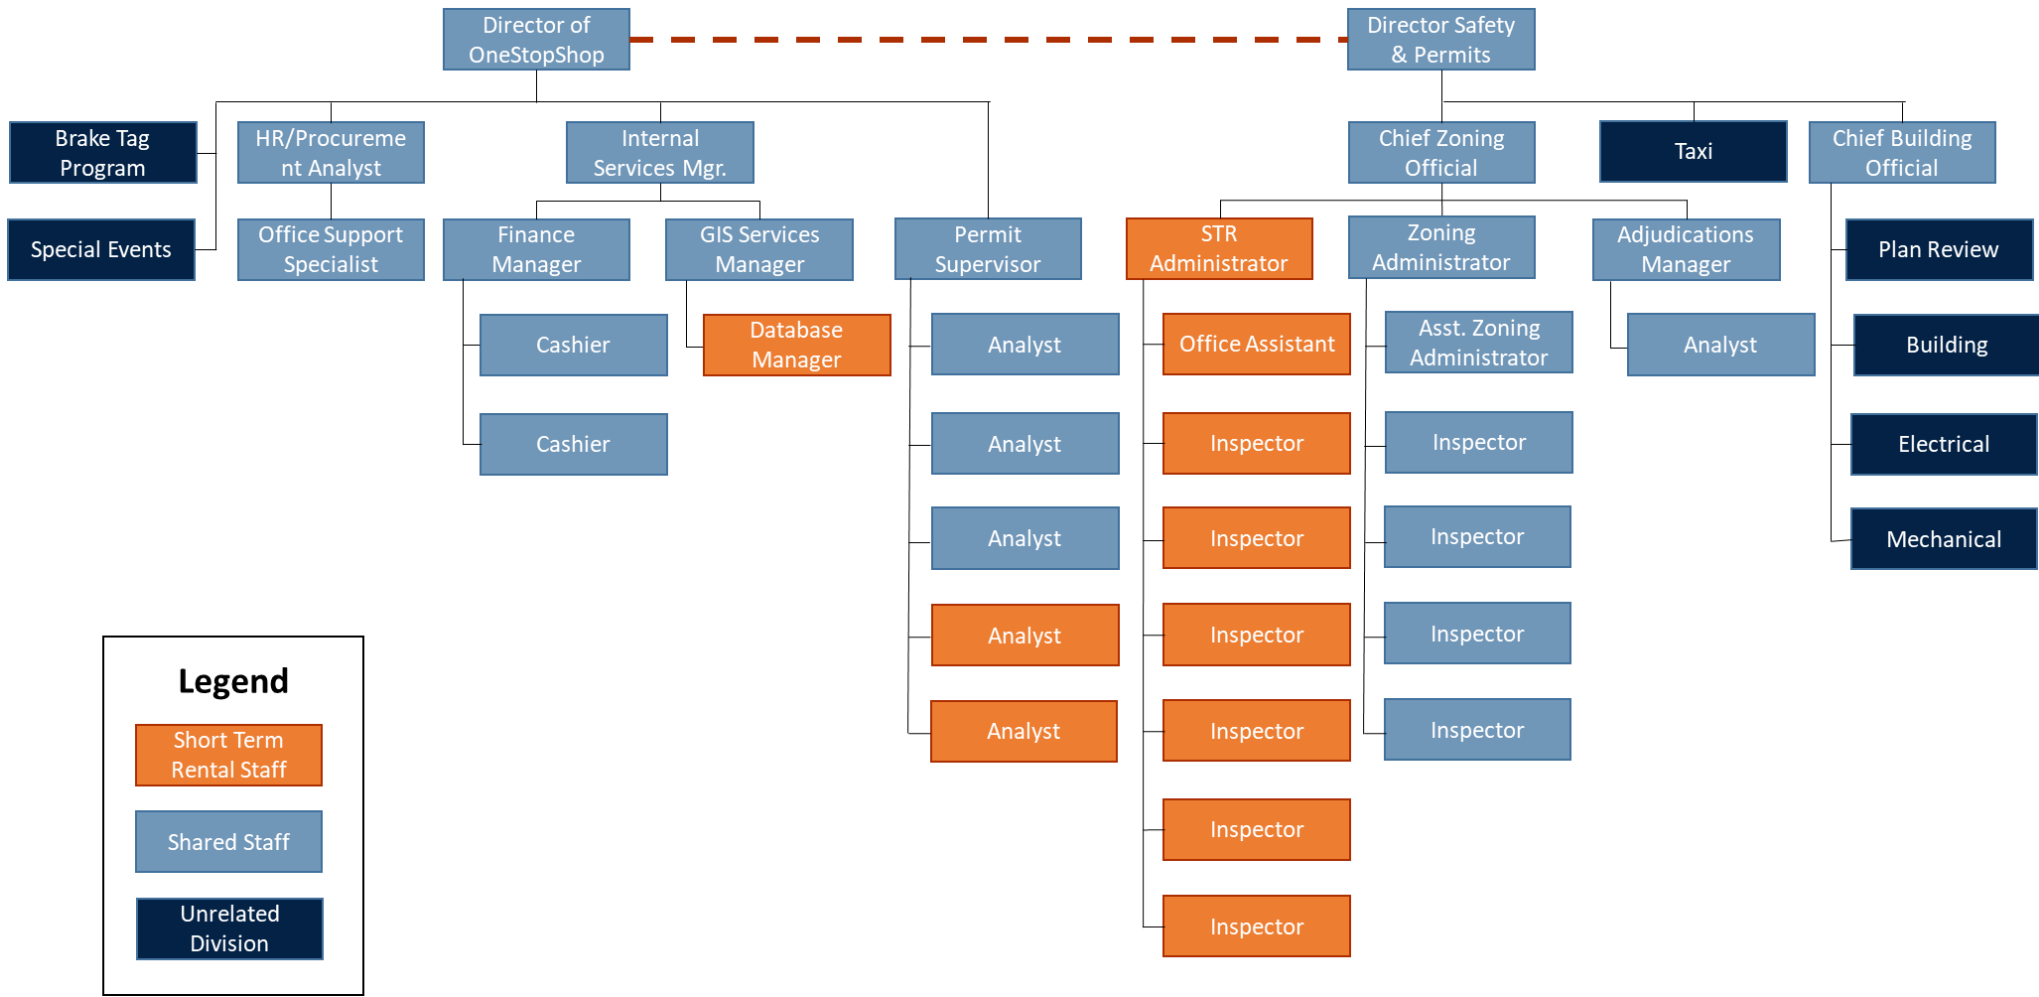 Director of
OneStopShop
Director Safety
& Permits
Brake Tag
Program
HR/Procureme
nt Analyst
Internal
Services Mgr.
Chief Zoning
Official
Taxi
Chief Building
Official
Special Events
Office Support
Specialist
Finance
Manager
GIS Services
Manager
Permit
Supervisor
STR
Administrator
Zoning
Administrator
Adjudications
Manager
Plan Review
Cashier
Database
Manager
Analyst
Office Assistant
Asst. Zoning
Administrator
Analyst
Building
Cashier
Analyst
Inspector
Inspector
Electrical
Analyst
Inspector
Inspector
Mechanical
Analyst
Inspector
Inspector
Analyst
Inspector
Inspector
Inspector
Inspector
Legend
Short Term
Rental Staff
Shared Staff
Unrelated
Division